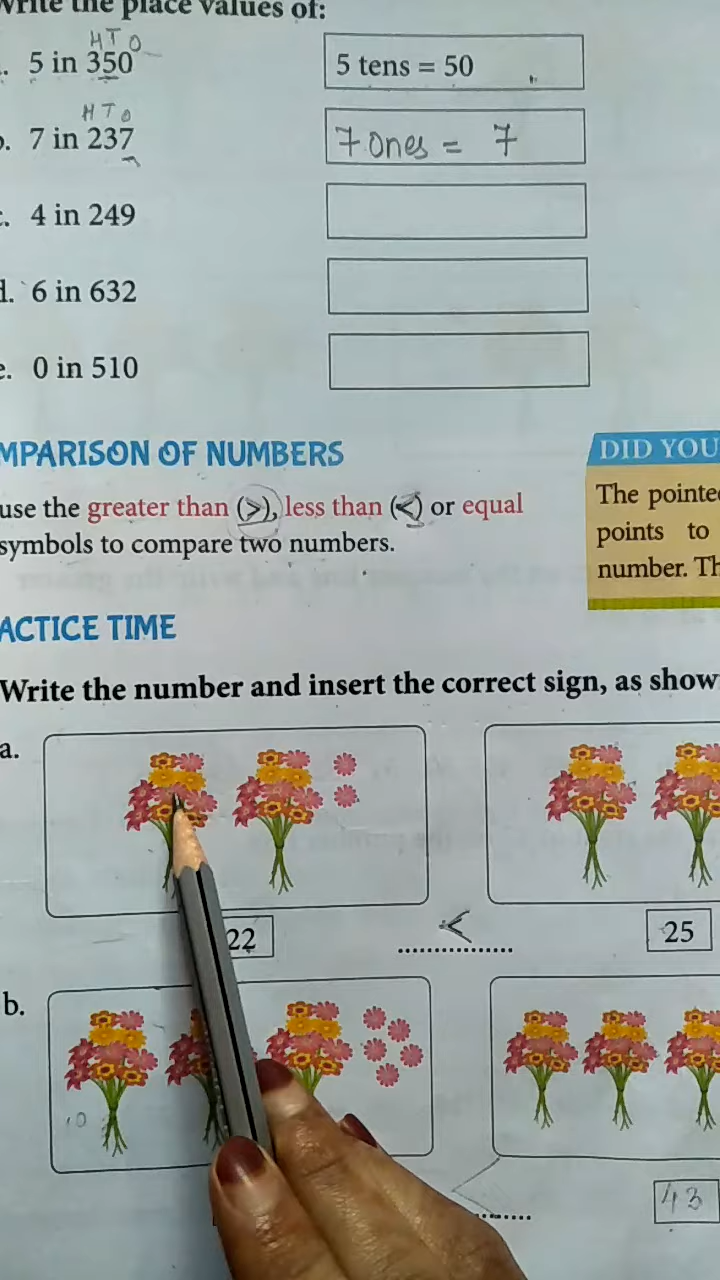 Write the place values of:
H T O
5 in 350
5 tens = 50
H T O
7 in 237
7 Ones = 7
4 in 249
d. 6 in 632
e. 0 in 510
MPARISON OF NUMBERS
DID YOU
use the greater than (>), less than (<) or equal
symbols to compare two numbers.
The pointe
points to
number. Th
ACTICE TIME
Write the number and insert the correct sign, as show
a.
22
<
25
b.
10
<
43